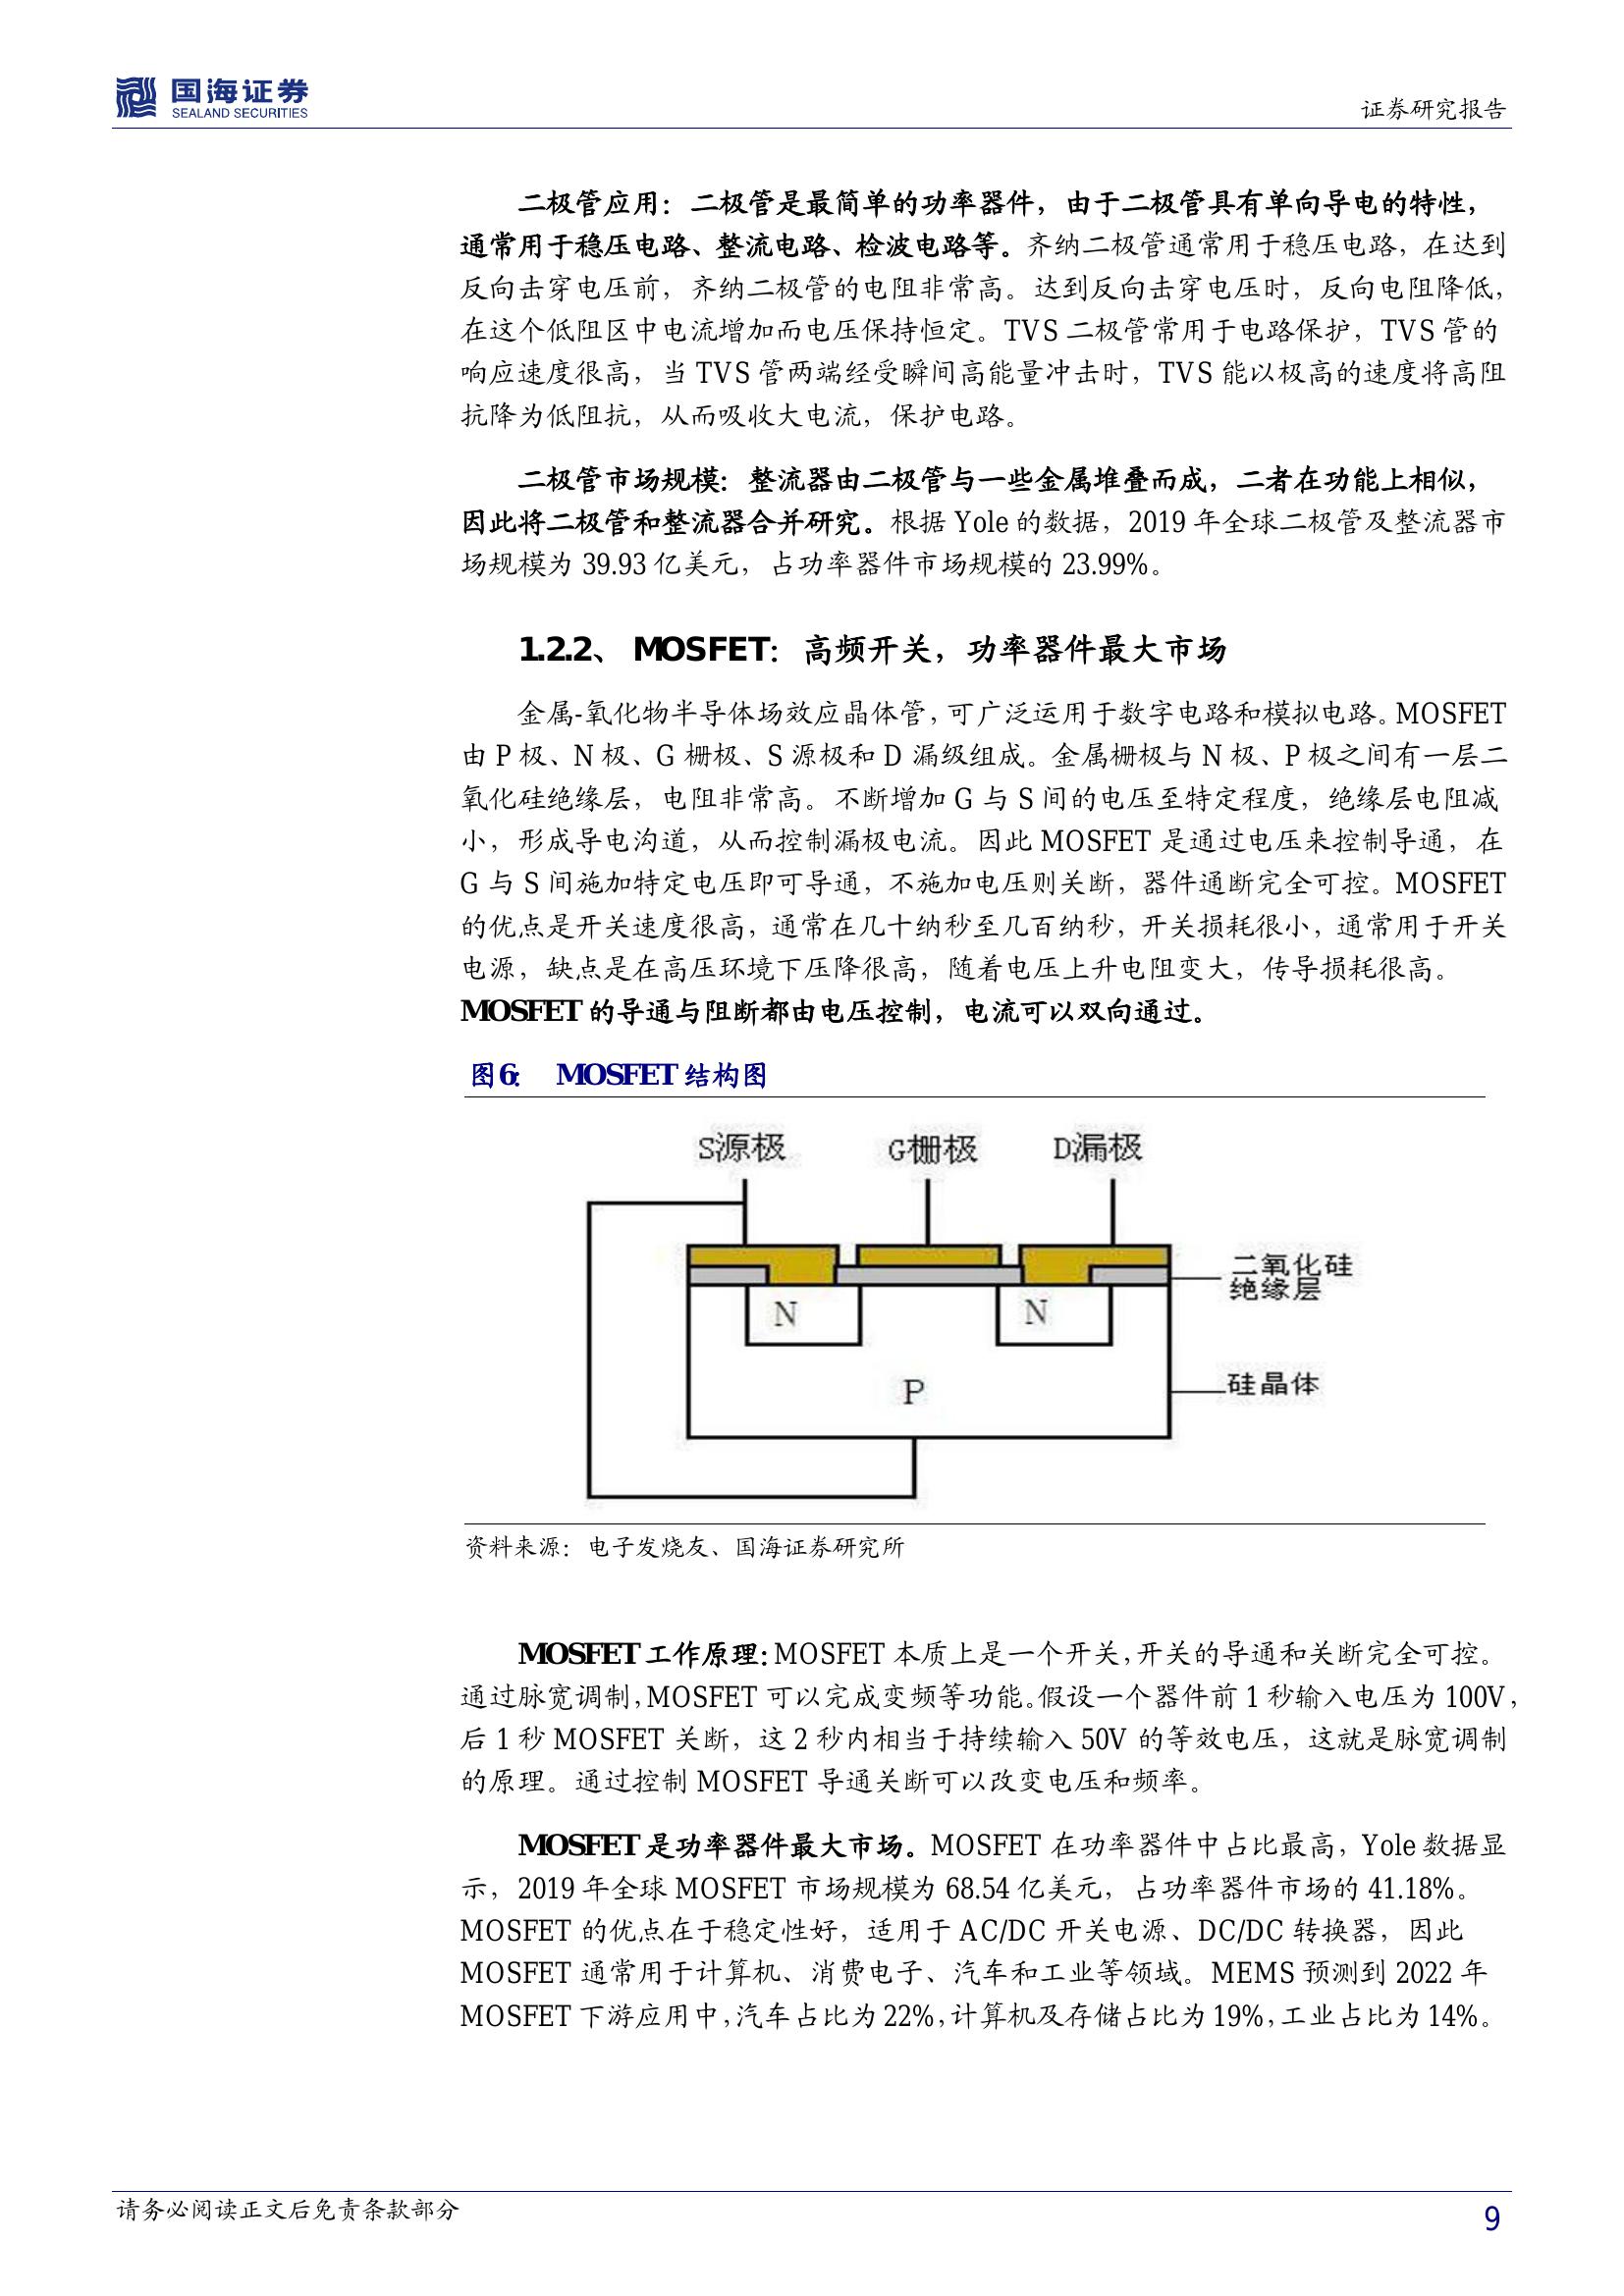 国海证券
SEALAND SECURITIES
证券研究报告
二极管应用：二极管是最简单的功率器件，由于二极管具有单向导电的特性，
通常用于稳压电路、整流电路、检波电路等。齐纳二极管通常用于稳压电路，在达到
反向击穿电压前，齐纳二极管的电阻非常高。达到反向击穿电压时，反向电阻降低，
在这个低阻区中电流增加而电压保持恒定。TVS 二极管常用于电路保护，TVS 管的
响应速度很高，当 TVS 管两端经受瞬间高能量冲击时，TVS 能以极高的速度将高阻
抗降为低阻抗，从而吸收大电流，保护电路。
二极管市场规模：整流器由二极管与一些金属堆叠而成，二者在功能上相似，
因此将二极管和整流器合并研究。根据 Yole 的数据，2019 年全球二极管及整流器市
场规模为 39.93 亿美元，占功率器件市场规模的 23.99%。
1.2.2、 MOSFET：高频开关，功率器件最大市场
金属-氧化物半导体场效应晶体管，可广泛运用于数字电路和模拟电路。MOSFET
由 P 极、N 极、G 栅极、S 源极和 D 漏级组成。金属栅极与 N 极、P 极之间有一层二
氧化硅绝缘层，电阻非常高。不断增加 G 与 S 间的电压至特定程度，绝缘层电阻减
小，形成导电沟道，从而控制漏极电流。因此 MOSFET 是通过电压来控制导通，在
G 与 S 间施加特定电压即可导通，不施加电压则关断，器件通断完全可控。MOSFET
的优点是开关速度很高，通常在几十纳秒至几百纳秒，开关损耗很小，通常用于开关
电源，缺点是在高压环境下压降很高，随着电压上升电阻变大，传导损耗很高。
MOSFET 的导通与阻断都由电压控制，电流可以双向通过。
图 6： MOSFET 结构图
S源极 G栅极 D漏极
二氧化硅
绝缘层
N N
P
硅晶体
资料来源：电子发烧友、国海证券研究所
MOSFET 工作原理：MOSFET 本质上是一个开关，开关的导通和关断完全可控。
通过脉宽调制，MOSFET 可以完成变频等功能。假设一个器件前 1 秒输入电压为 100V，
后 1 秒 MOSFET 关断，这 2 秒内相当于持续输入 50V 的等效电压，这就是脉宽调制
的原理。通过控制 MOSFET 导通关断可以改变电压和频率。
MOSFET 是功率器件最大市场。MOSFET 在功率器件中占比最高，Yole 数据显
示，2019 年全球 MOSFET 市场规模为 68.54 亿美元，占功率器件市场的 41.18%。
MOSFET 的优点在于稳定性好，适用于 AC/DC 开关电源、DC/DC 转换器，因此
MOSFET 通常用于计算机、消费电子、汽车和工业等领域。MEMS 预测到 2022 年
MOSFET 下游应用中，汽车占比为 22%，计算机及存储占比为 19%，工业占比为 14%。
请务必阅读正文后免责条款部分
9